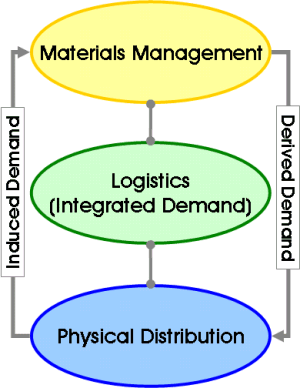 Materials Management
Induced Demand
Derived Demand
Logistics
(Integrated Demand)
Physical Distribution